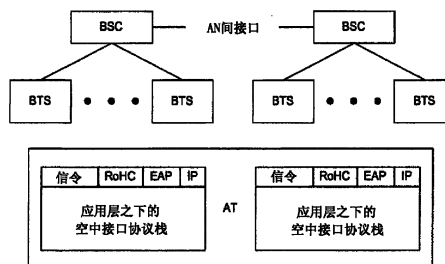 BSC AN间接口 BSC
BTS BTS BTS BTS
信令 RoHC EAP IP 信令 RoHC EAP IP
AT
应用层之下的 应用层之下的
空中接口协议栈 空中接口协议栈